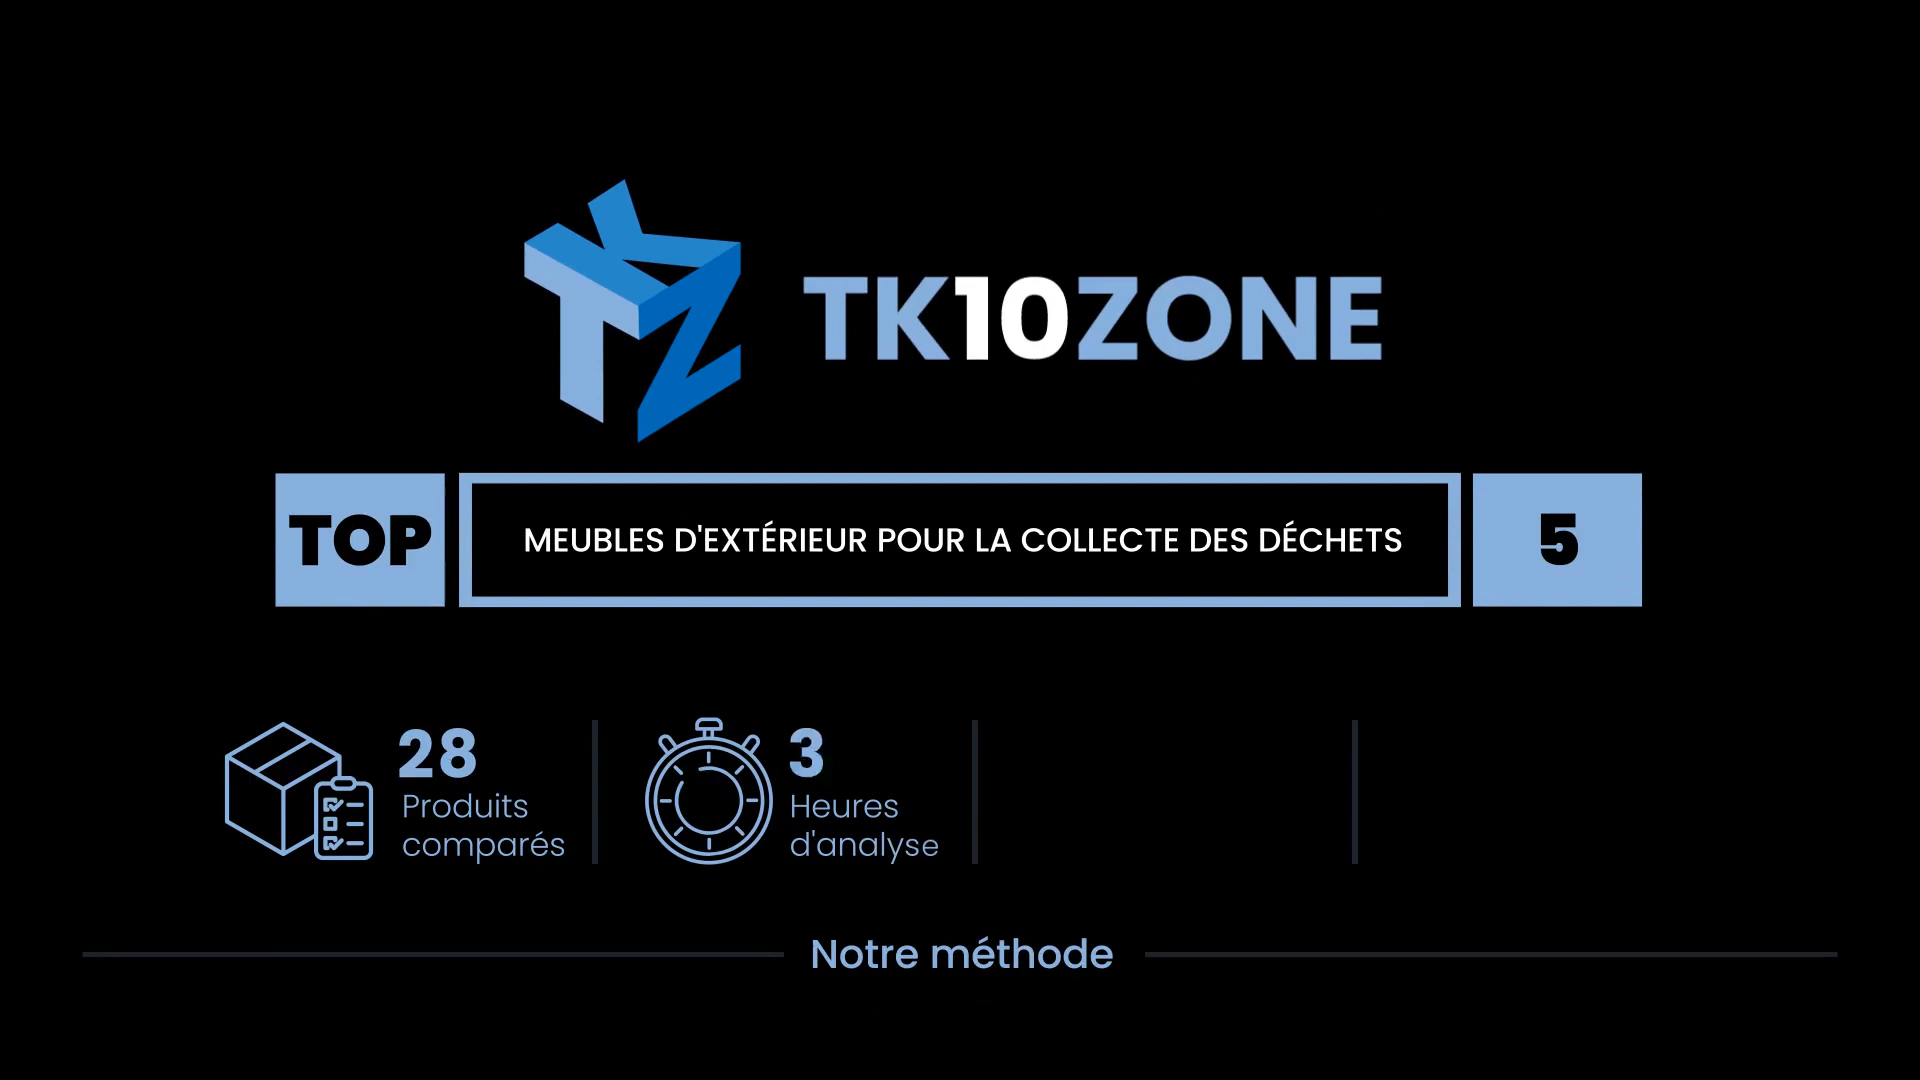 TK10ZONE
TOP
MEUBLES D'EXTÉRIEUR POUR LA COLLECTE DES DÉCHETS
5
28
Produits
comparés
3
Heures
d'analyse
Notre méthode